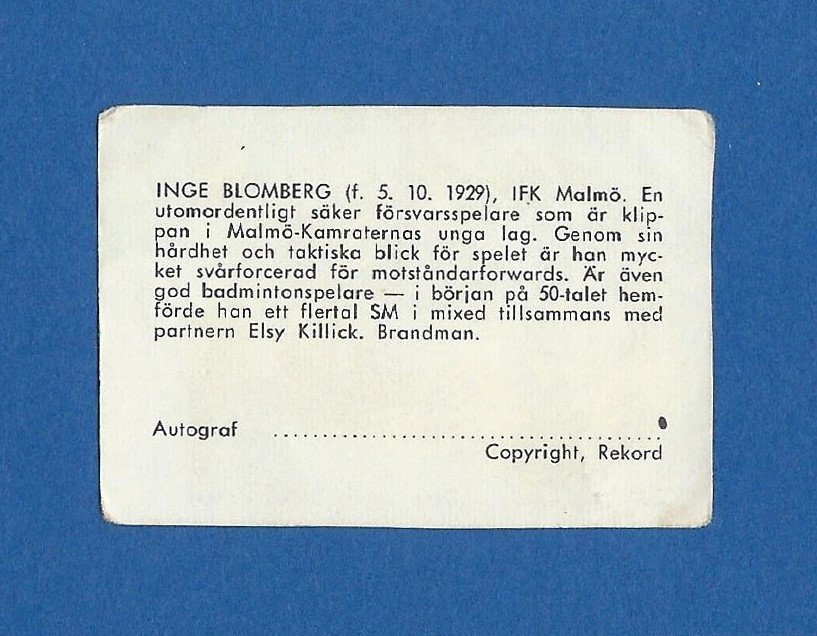 INGE BLOMBERG (f. 5. 10. 1929), IFK Malmö. En
utomordentligt säker försvarsspelare som är klip-
pan i Malmö-Kamraternas unga lag. Genom sin
hårdhet och taktiska blick för spelet är han myc-
ket svårforcerad för motståndarforwards. Är även
god badmintonspelare — i början på 50-talet hem-
förde han ett flertal SM i mixed tillsammans med
partnern Elsy Killick. Brandman.
Autograf ........................................
Copyright, Rekord